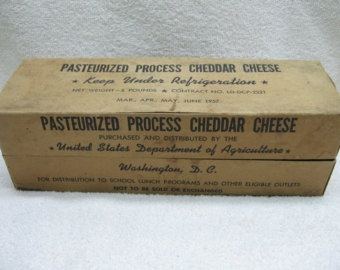 PASTEURIZED PROCESS CHEDDAR CHEESE
★ Keep Under Refrigeration ★
NET WEIGHT-5 POUNDS ★ CONTRACT NO.
MAR., APR., MAY, JUNE 1957
PASTEURIZED PROCESS CHEDDAR CHEESE
PURCHASED AND DISTRIBUTED BY THE
★ United States Department of Agriculture ★
Washington, D. C.
FOR DISTRIBUTION TO SCHOOL LUNCH PROGRAMS AND OTHER ELIGIBLE OUTLETS
NOT TO BE SOLD OR EXCHANGED